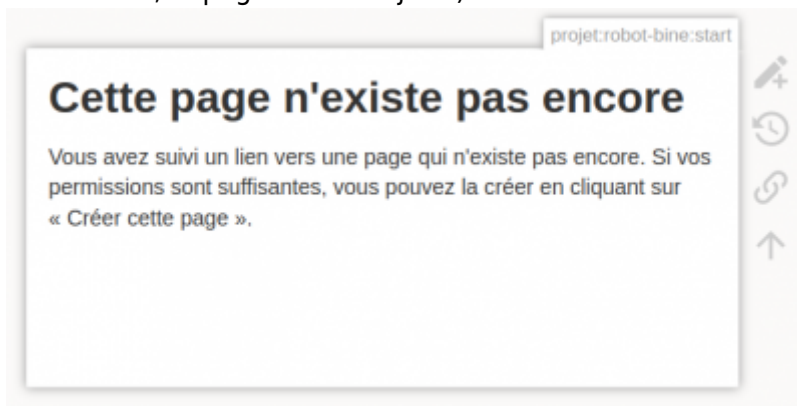 projet:robot-bine:start
Cette page n'existe pas encore
Vous avez suivi un lien vers une page qui n'existe pas encore. Si vos
permissions sont suffisantes, vous pouvez la créer en cliquant sur
« Créer cette page ».